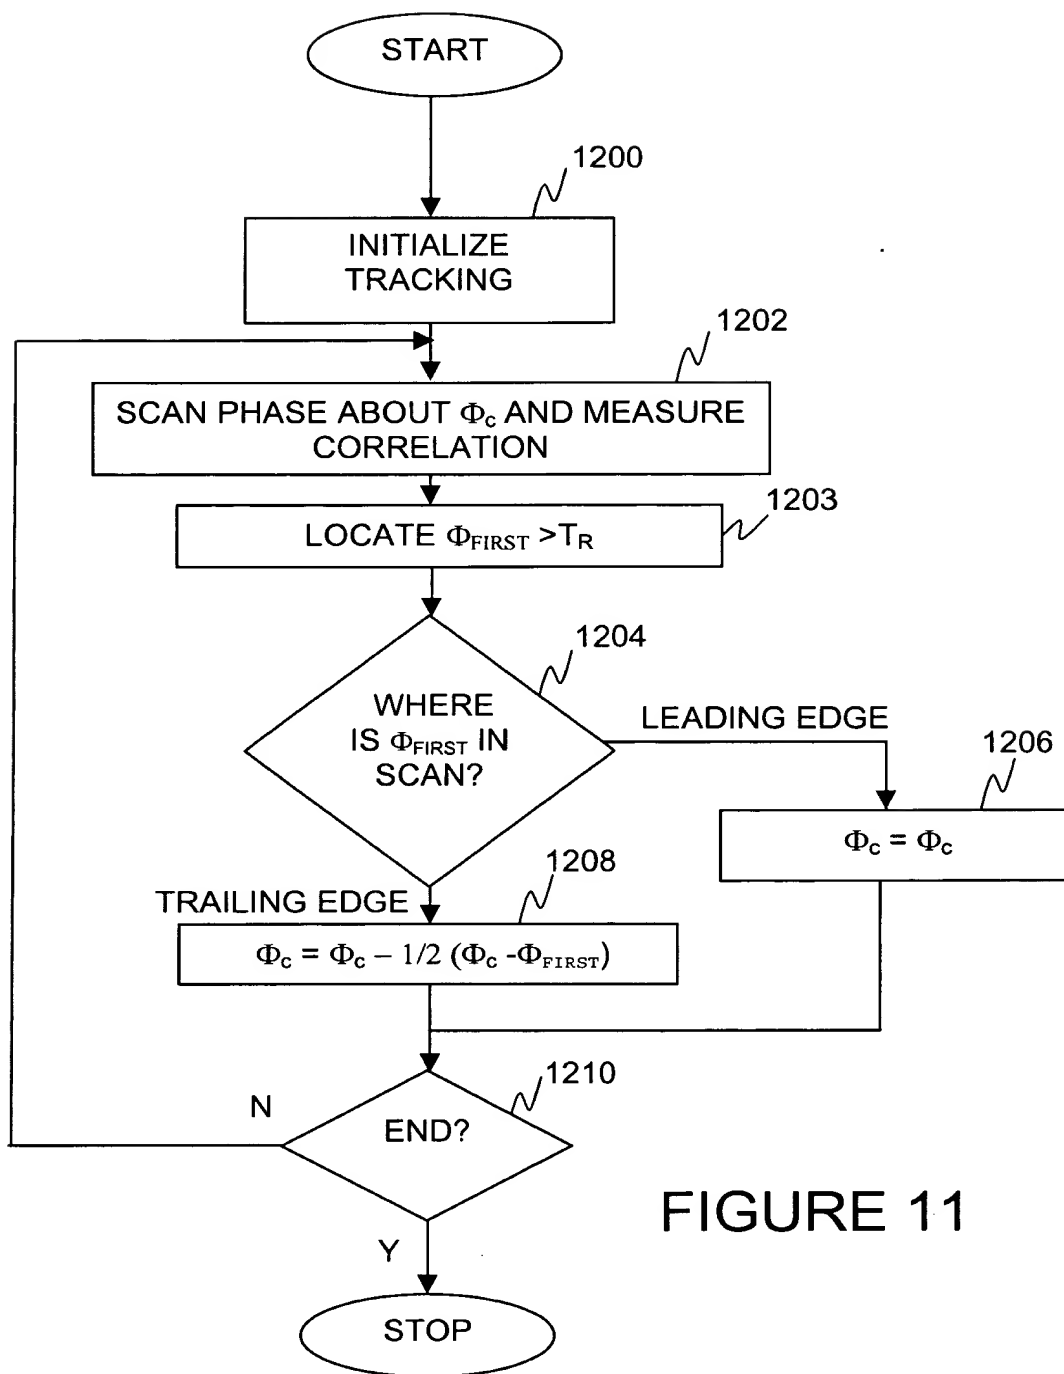 START
1200
INITIALIZE
TRACKING
1202
SCAN PHASE ABOUT Φc AND MEASURE
CORRELATION
1203
LOCATE ΦFIRST >TR
1204
WHERE
IS ΦFIRST IN
SCAN?
LEADING EDGE
1206
Φc = Φc
1208
TRAILING EDGE
Φc = Φc – 1/2 (Φc -ΦFIRST)
1210
N
END?
FIGURE 11
Y
STOP